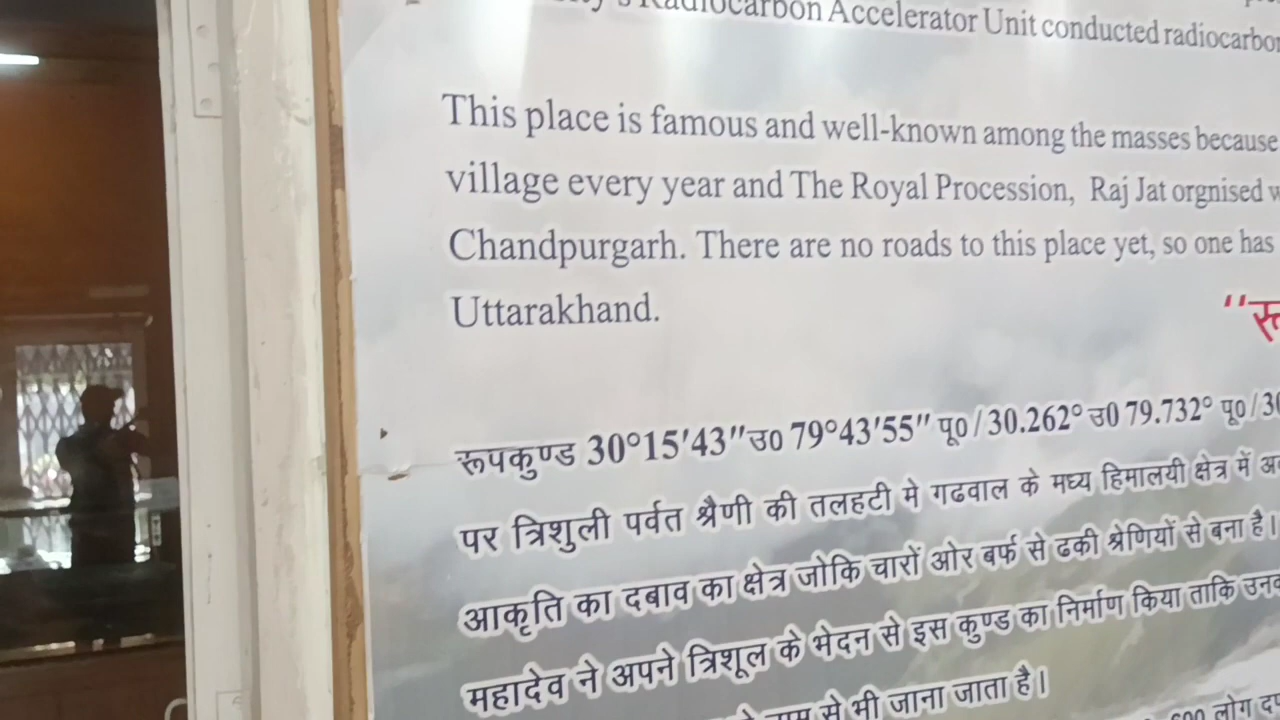 Radiocarbon Accelerator Unit conducted
This place is famous and well-known among the masses because
village every year and The Royal Procession, Raj Jat orgnised
Chandpurgarh. There are no roads to this place yet, so one has
Uttarakhand.
रूपकुण्ड 30°15'43"उ0 79°43'55" पू0/30.262° उ0 79.732° पू0/
पर त्रिशुली पर्वत श्रैणी की तलहटी मे गढवाल के मध्य हिमालयी क्षेत्र में
आकृति का दबाव का क्षेत्र जोकि चारों ओर बर्फ से ढकी श्रेणियों से बना है।
महादेव ने अपने त्रिशूल के भेदन से इस कुण्ड का निर्माण किया ताकि
नाम से भी जाना जाता है।
600 लोग